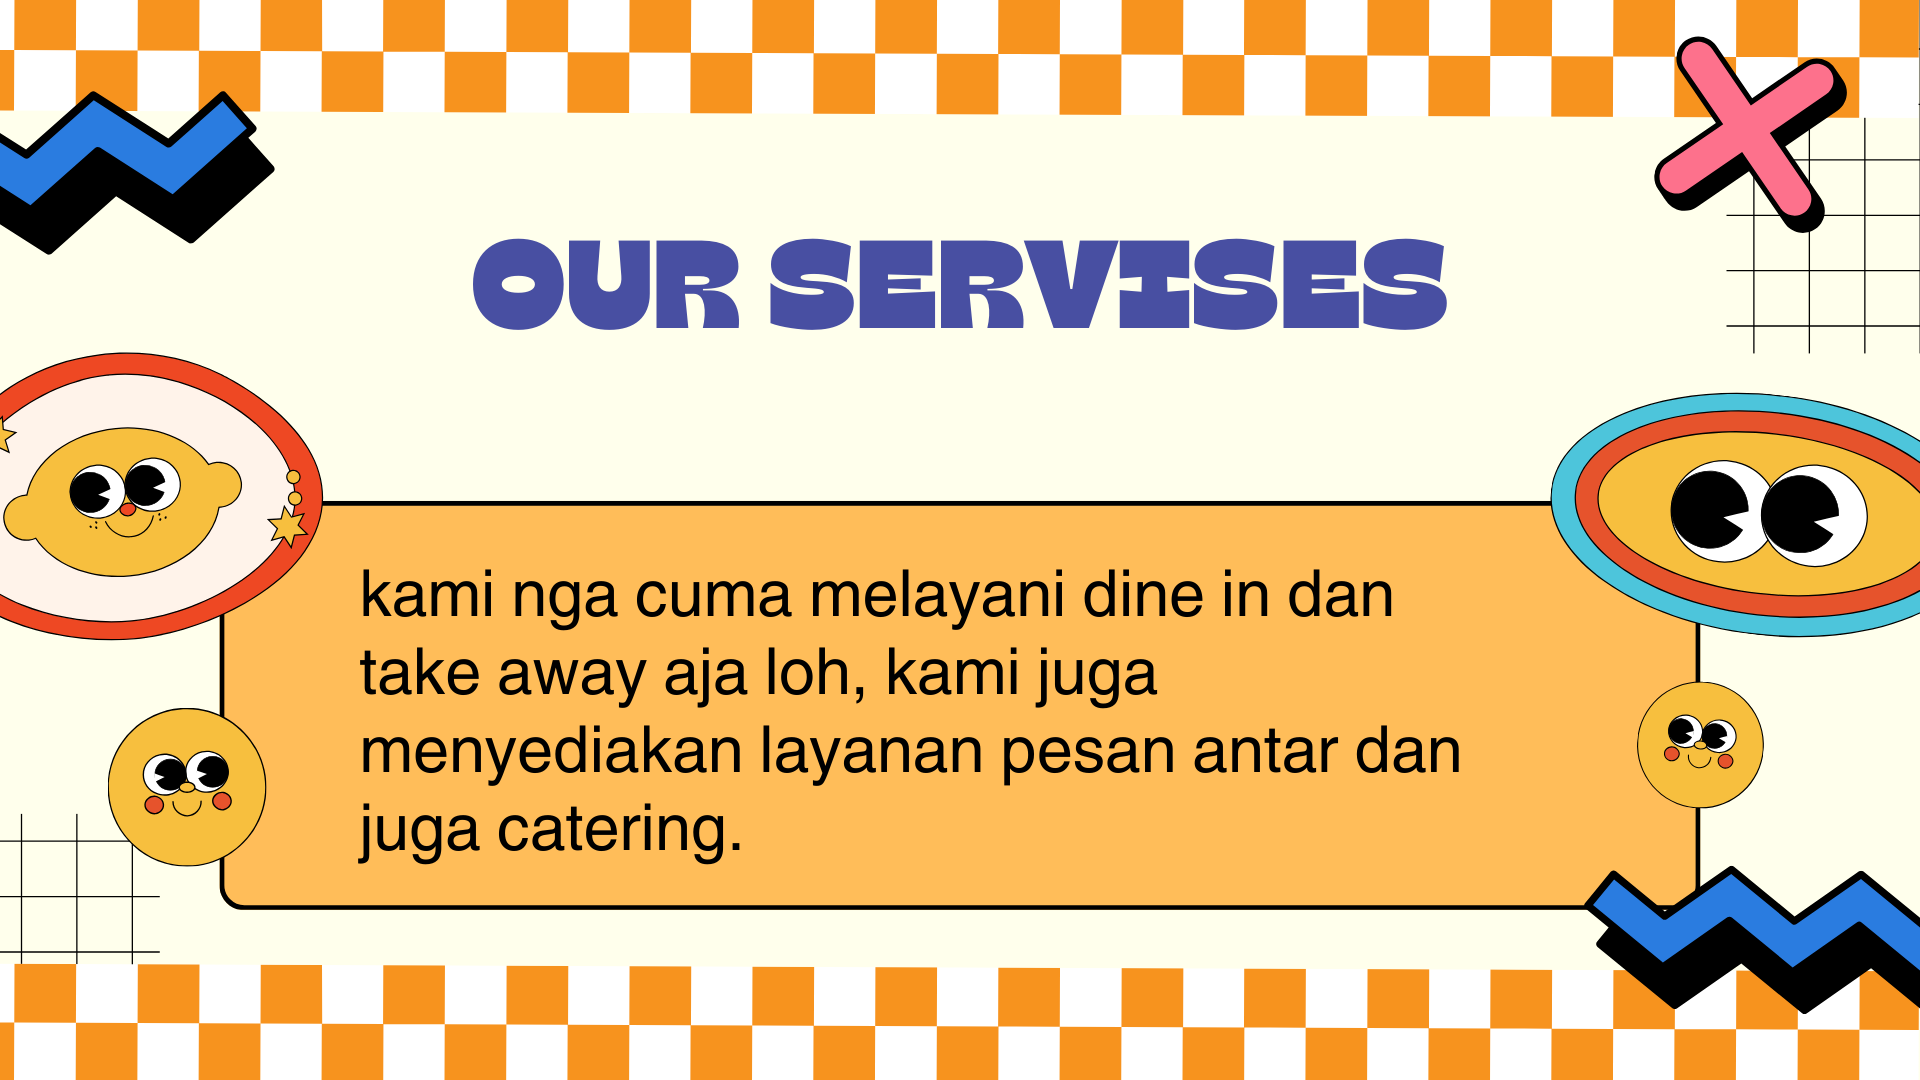 OUR SERVISES
kami nga cuma melayani dine in dan
take away aja loh, kami juga
menyediakan layanan pesan antar dan
juga catering.